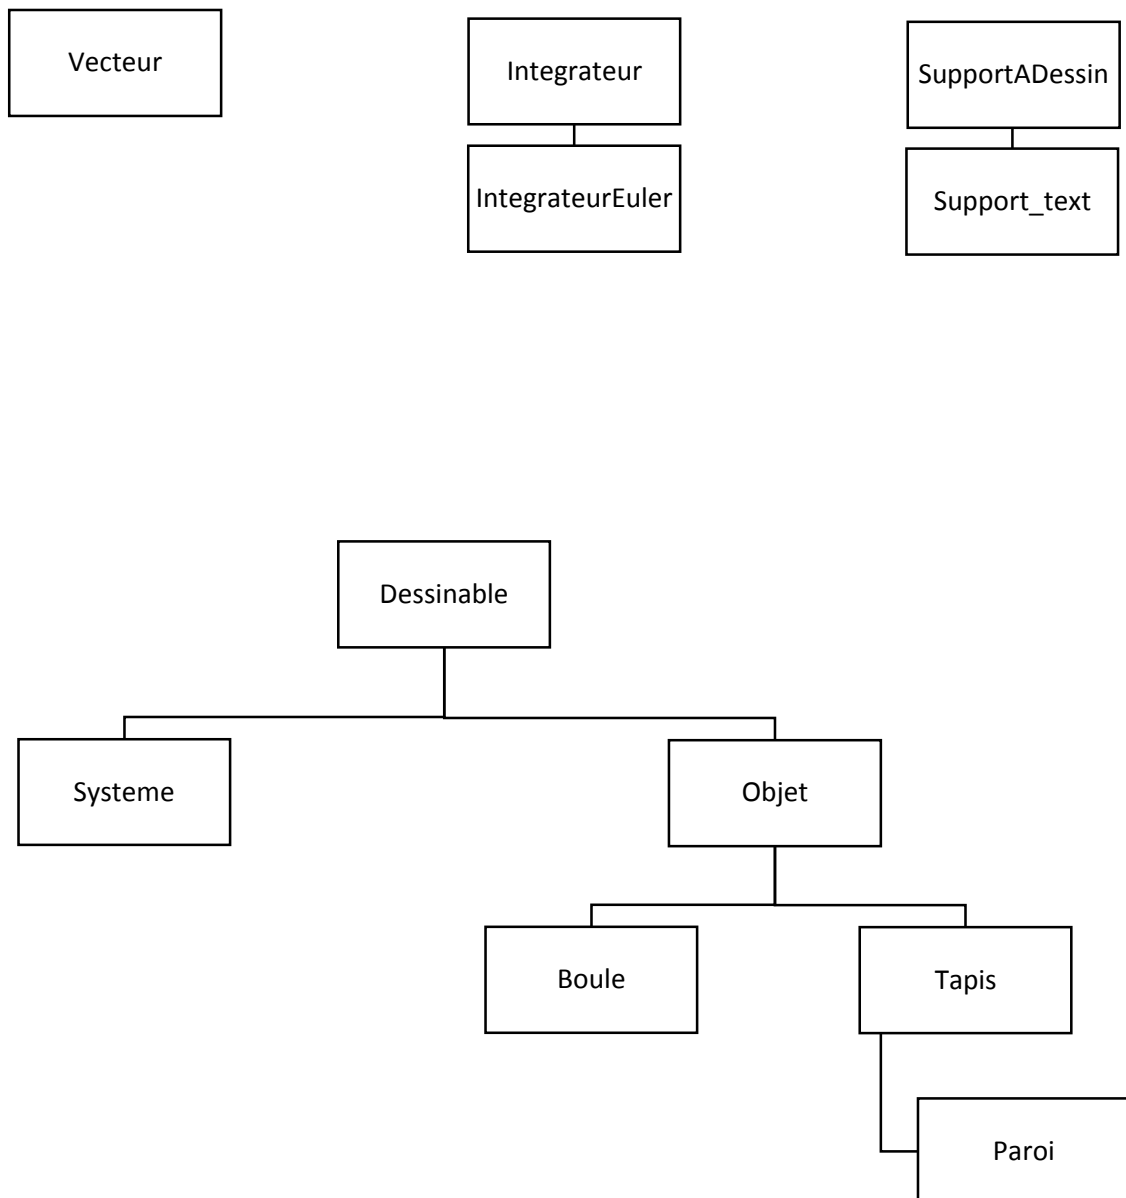 Vecteur
Integrateur
SupportADessin
IntegrateurEuler
Support_text
Dessinable
Systeme
Objet
Boule
Tapis
Paroi